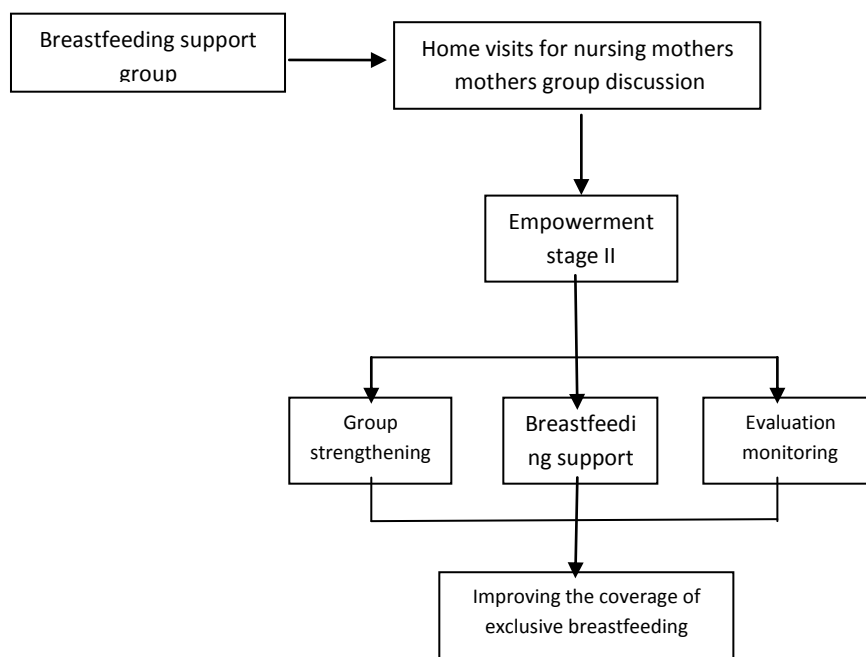 Breastfeeding support
group
Home visits for nursing mothers
mothers group discussion
Empowerment
stage II
Group
strengthening
Breastfeedi
ng support
Evaluation
monitoring
Improving the coverage of
exclusive breastfeeding